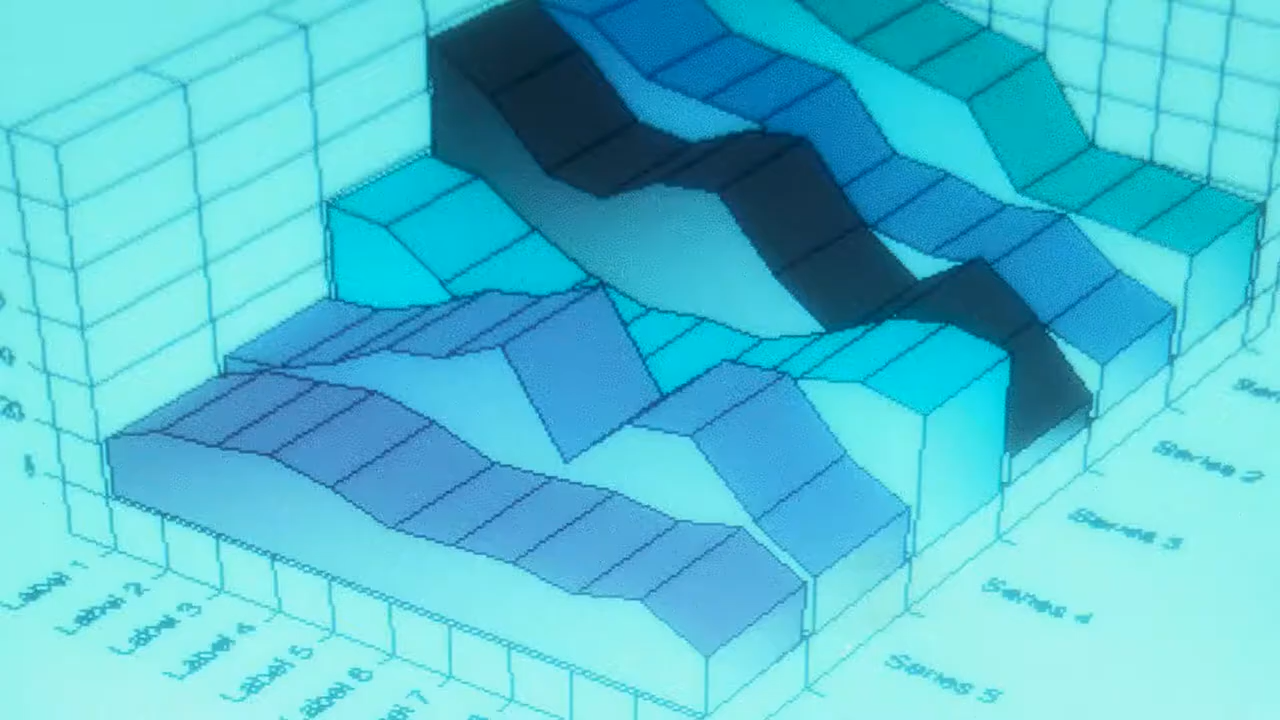 Label 1
Label 2
Label 3
Label 4
Label 5
Label 6
Series 2
Series 3
Series 4
Series 5